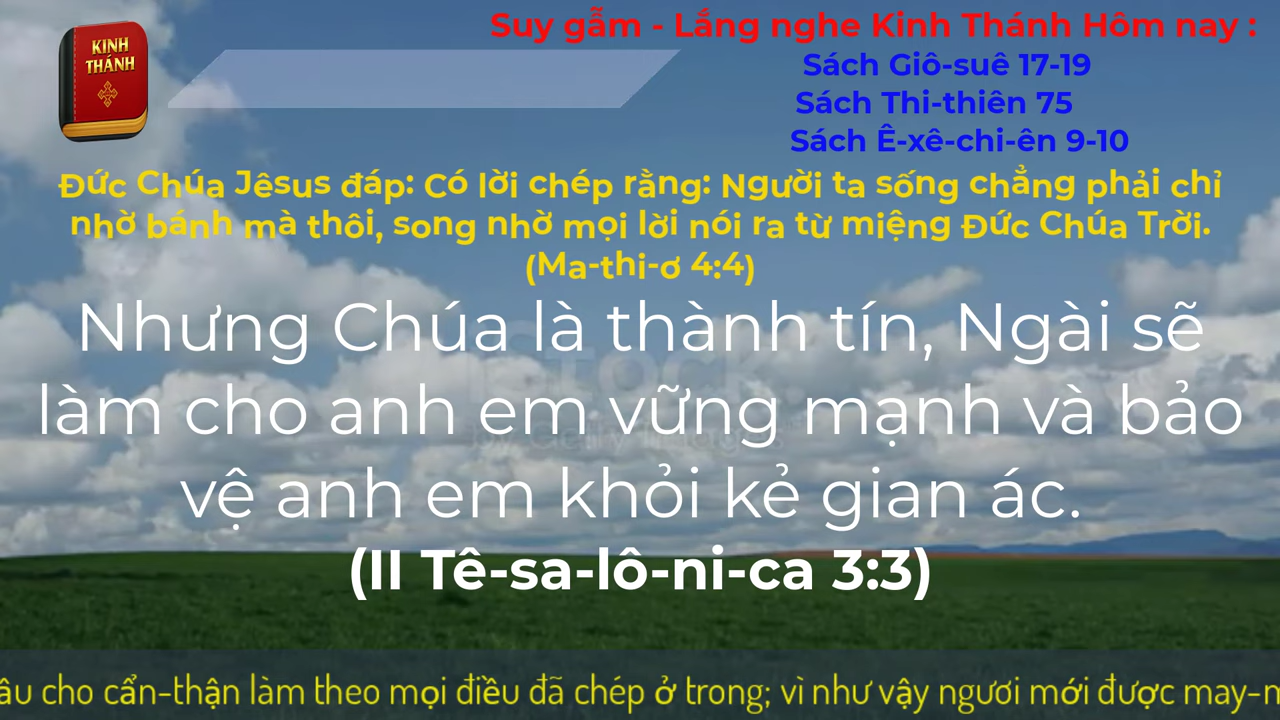 KINH
THÁNH
Suy gẫm - Lắng nghe Kinh Thánh Hôm nay :
Sách Giô-suê 17-19
Sách Thi-thiên 75
Sách Ê-xê-chi-ên 9-10
Đức Chúa Jêsus đáp: Có lời chép rằng: Người ta sống chẳng phải chỉ
nhờ bánh mà thôi, song nhờ mọi lời nói ra từ miệng Đức Chúa Trời.
(Ma-thi-ơ 4:4)
Nhưng Chúa là thành tín, Ngài sẽ
làm cho anh em vững mạnh và bảo
vệ anh em khỏi kẻ gian ác.
(II Tê-sa-lô-ni-ca 3:3)
iStock
by Getty Images
cho cẩn-thận làm theo mọi điều đã chép ở trong; vì như vậy ngươi mới được